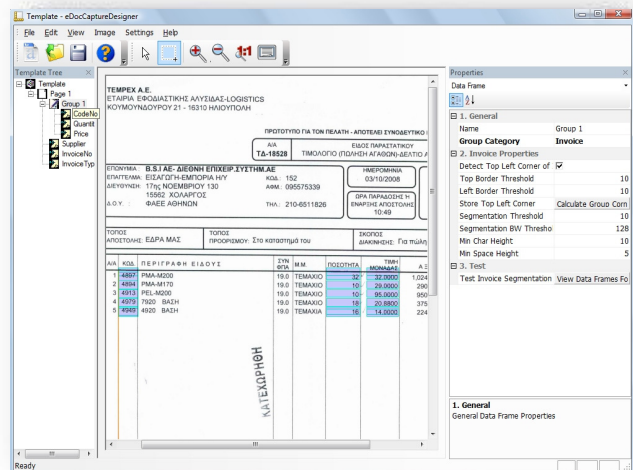 Template - eDocCaptureDesigner
File Edit View Image Settings Help
Template Tree
Template
Page 1
Group 1
CodeNo
Quantit
Price
Supplier
InvoiceNo
InvoiceTyp
TEMPEX A.E.
ΕΤΑΙΡΙΑ ΕΦΟΔΙΑΣΤΙΚΗΣ ΑΛΥΣΙΔΑΣ-LOGISTICS
ΚΟΥΜΟΥΝΔΟΥΡΟΥ 21 - 16310 ΗΛΙΟΥΠΟΛΗ
ΠΡΩΤΟΤΥΠΟ ΓΙΑ ΤΟΝ ΠΕΛΑΤΗ - ΑΠΟΤΕΛΕΙ ΣΥΝΟΔΕΥΤΙΚΟ
Α/Α ΕΙΔΟΣ ΠΑΡΑΣΤΑΤΙΚΟΥ
ΤΔ-18528 ΤΙΜΟΛΟΓΙΟ (ΠΩΛΗΣΗ ΑΓΑΘΩΝ)-ΔΕΛΤΙΟ Α
ΕΠΩΝΥΜΙΑ: B.S.I AE- ΔΙΕΘΝΗ ΕΠΙΧΕΙΡ.ΣΥΣΤΗΜ.ΑΕ
ΕΠΑΓΓΕΛΜΑ: ΕΙΣΑΓΩΓΗ-ΕΜΠΟΡΙΑ Η/Υ ΚΩΔ.: 152
ΔΙΕΥΘΥΝΣΗ: 17ης ΝΟΕΜΒΡΙΟΥ 130 ΑΦΜ.: 095575339
15562 ΧΟΛΑΡΓΟΣ
Δ.Ο.Υ. : ΦΑΕΕ ΑΘΗΝΩΝ ΤΗΛ.: 210-6511826
ΗΜΕΡΟΜΗΝΙΑ
03/10/2008
ΩΡΑ ΠΑΡΑΔΟΣΗΣ Ή
ΕΝΑΡΞΗΣ ΑΠΟΣΤΟΛΗΣ
10:49
ΤΟΠΟΣ ΑΠΟΣΤΟΛΗΣ: ΕΔΡΑ ΜΑΣ
ΤΟΠΟΣ ΠΡΟΟΡΙΣΜΟΥ: Στο κατάστημά του
ΣΚΟΠΟΣ ΔΙΑΚΙΝΗΣΗΣ: Για πώλη
Α/Α ΚΩΔ. ΠΕΡΙΓΡΑΦΗ ΕΙΔΟΥΣ ΣΥΝ ΦΠΑ Μ.Μ. ΠΟΣΟΤΗΤΑ ΤΙΜΗ ΜΟΝΑΔΑΣ Α Ξ
1 4897 PMA-M200 19.0 ΤΕΜΑΧΙΟ 32 32.0000 1,024
2 4894 PMA-M170 19.0 ΤΕΜΑΧΙΟ 10 29.0000 290
3 4913 PEL-M200 19.0 ΤΕΜΑΧΙΟ 10 95.0000 950
4 4979 7920 ΒΑΣΗ 19.0 ΤΕΜΑΧΙΑ 18 20.8800 375
5 4949 4920 ΒΑΣΗ 19.0 ΤΕΜΑΧΙΑ 16 14.0000 224
ΚΑΤΕΧΩΡΗΘΗ
Properties
Data Frame
1. General
Name Group 1
Group Category Invoice
2. Invoice Properties
Detect Top Left Corner of
Top Border Threshold 10
Left Border Threshold 10
Store Top Left Corner Calculate Group Corn
Segmentation Threshold 10
Segmentation BW Thresho 128
Min Char Height 10
Min Space Height 5
3. Test
Test Invoice Segmentation View Data Frames Fo
1. General
General Data Frame Properties
Ready